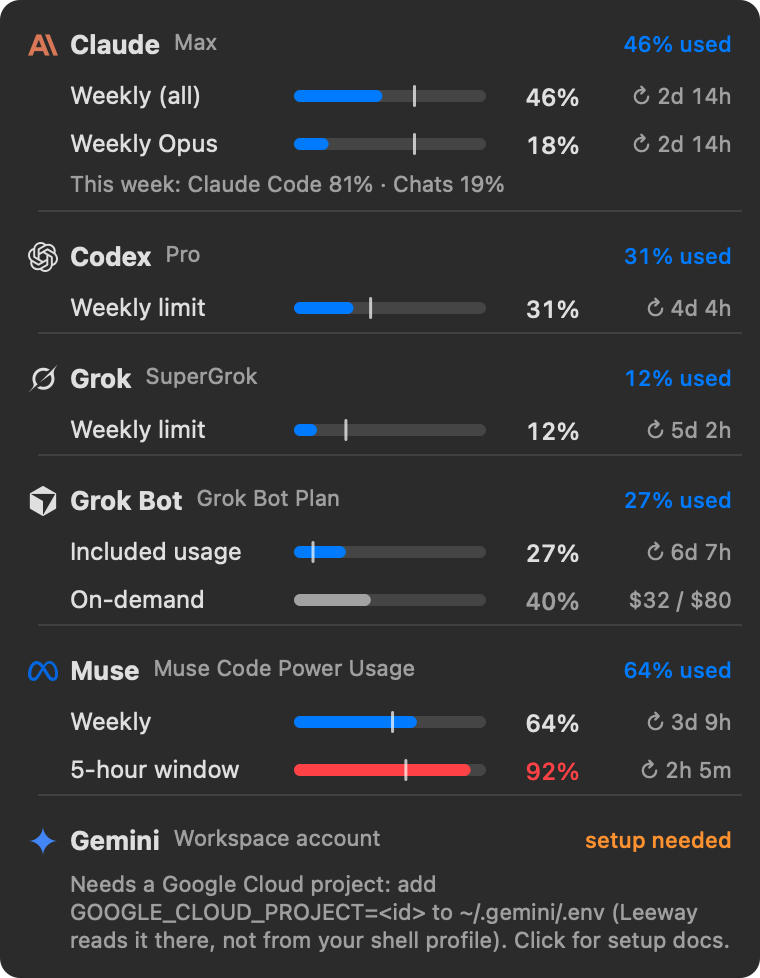 Claude Max 46% used
Weekly (all) 46% ↻ 2d 14h
Weekly Opus 18% ↻ 2d 14h
This week: Claude Code 81% · Chats 19%
Codex Pro 31% used
Weekly limit 31% ↻ 4d 4h
Grok SuperGrok 12% used
Weekly limit 12% ↻ 5d 2h
Grok Bot Grok Bot Plan 27% used
Included usage 27% ↻ 6d 7h
On-demand 40% $32 / $80
Muse Muse Code Power Usage 64% used
Weekly 64% ↻ 3d 9h
5-hour window 92% ↻ 2h 5m
Gemini Workspace account setup needed
Needs a Google Cloud project: add
GOOGLE_CLOUD_PROJECT=<id> to ~/.gemini/.env (Leeway
reads it there, not from your shell profile). Click for setup docs.